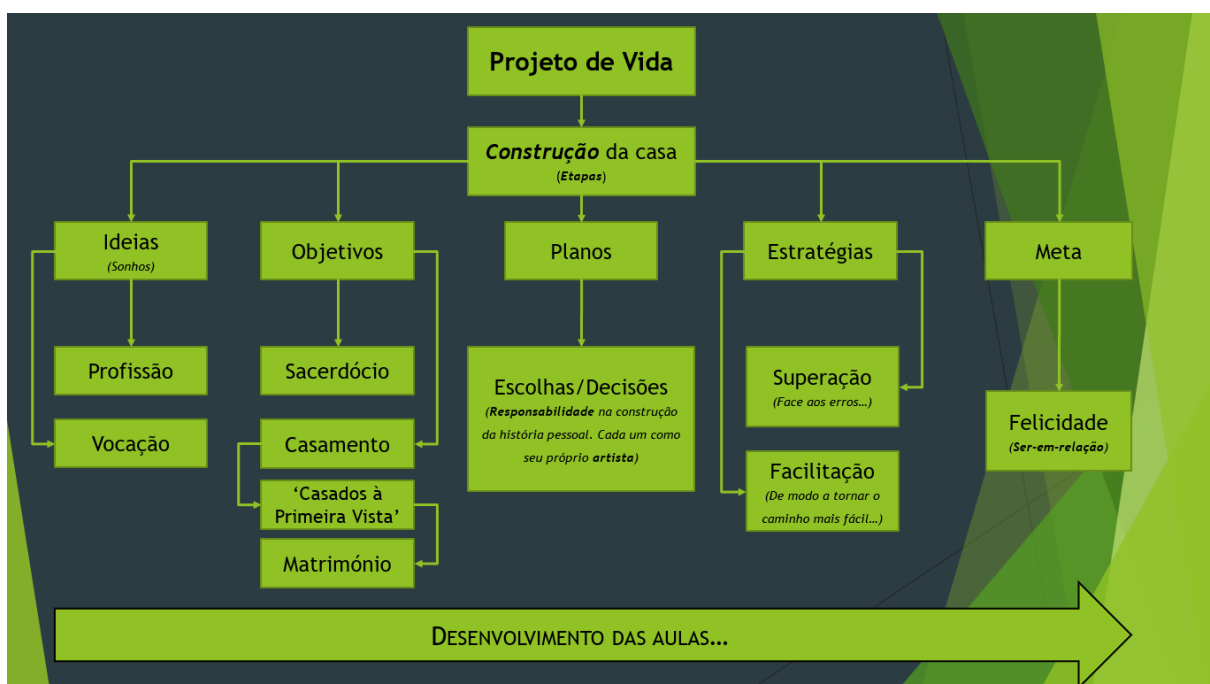 Projeto de Vida
Construção da casa
(Etapas)
Ideias
(Sonhos)
Objetivos
Planos
Estratégias
Meta
Profissão
Vocação
Sacerdócio
Casamento
‘Casados à
Primeira Vista’
Matrimónio
Escolhas/Decisões
(Responsabilidade na construção
da história pessoal. Cada um como
seu próprio artista)
Superação
(Face aos erros…)
Facilitação
(De modo a tornar o
caminho mais fácil…)
Felicidade
(Ser-em-relação)
DESENVOLVIMENTO DAS AULAS…